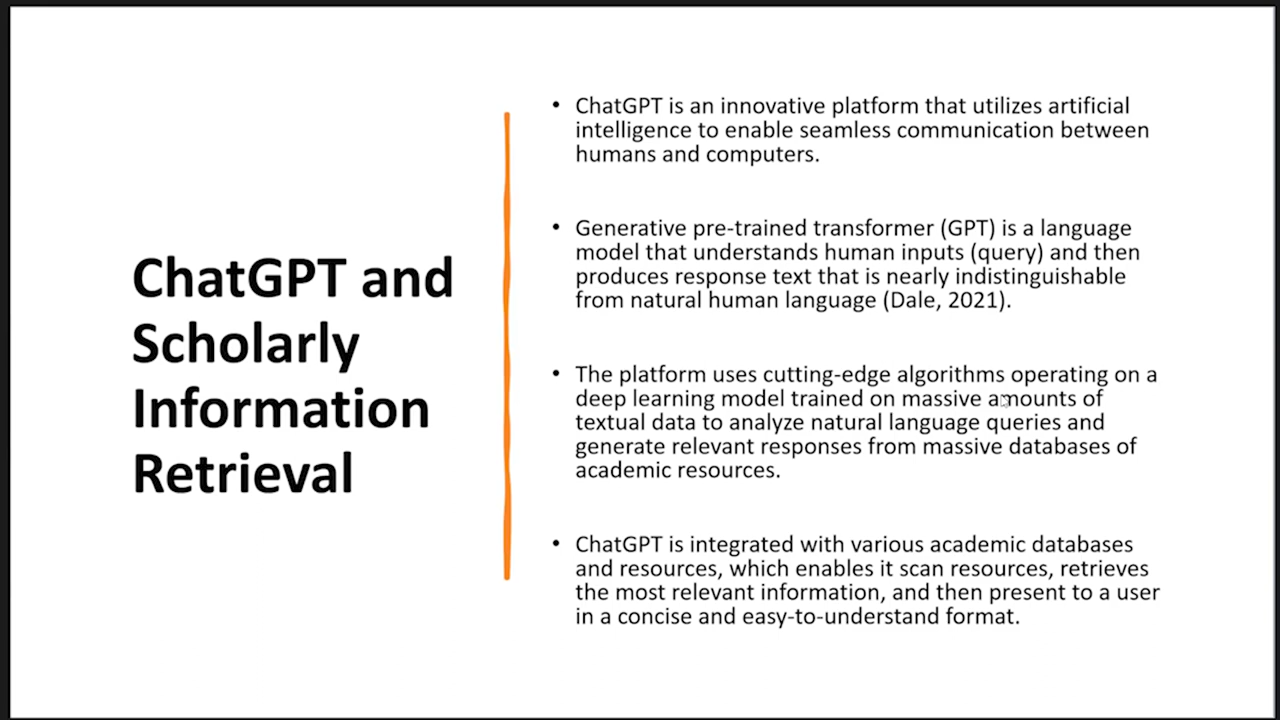 ChatGPT and
Scholarly
Information
Retrieval
• ChatGPT is an innovative platform that utilizes artificial
intelligence to enable seamless communication between
humans and computers.
• Generative pre-trained transformer (GPT) is a language
model that understands human inputs (query) and then
produces response text that is nearly indistinguishable
from natural human language (Dale, 2021).
• The platform uses cutting-edge algorithms operating on a
deep learning model trained on massive amounts of
textual data to analyze natural language queries and
generate relevant responses from massive databases of
academic resources.
• ChatGPT is integrated with various academic databases
and resources, which enables it scan resources, retrieves
the most relevant information, and then present to a user
in a concise and easy-to-understand format.